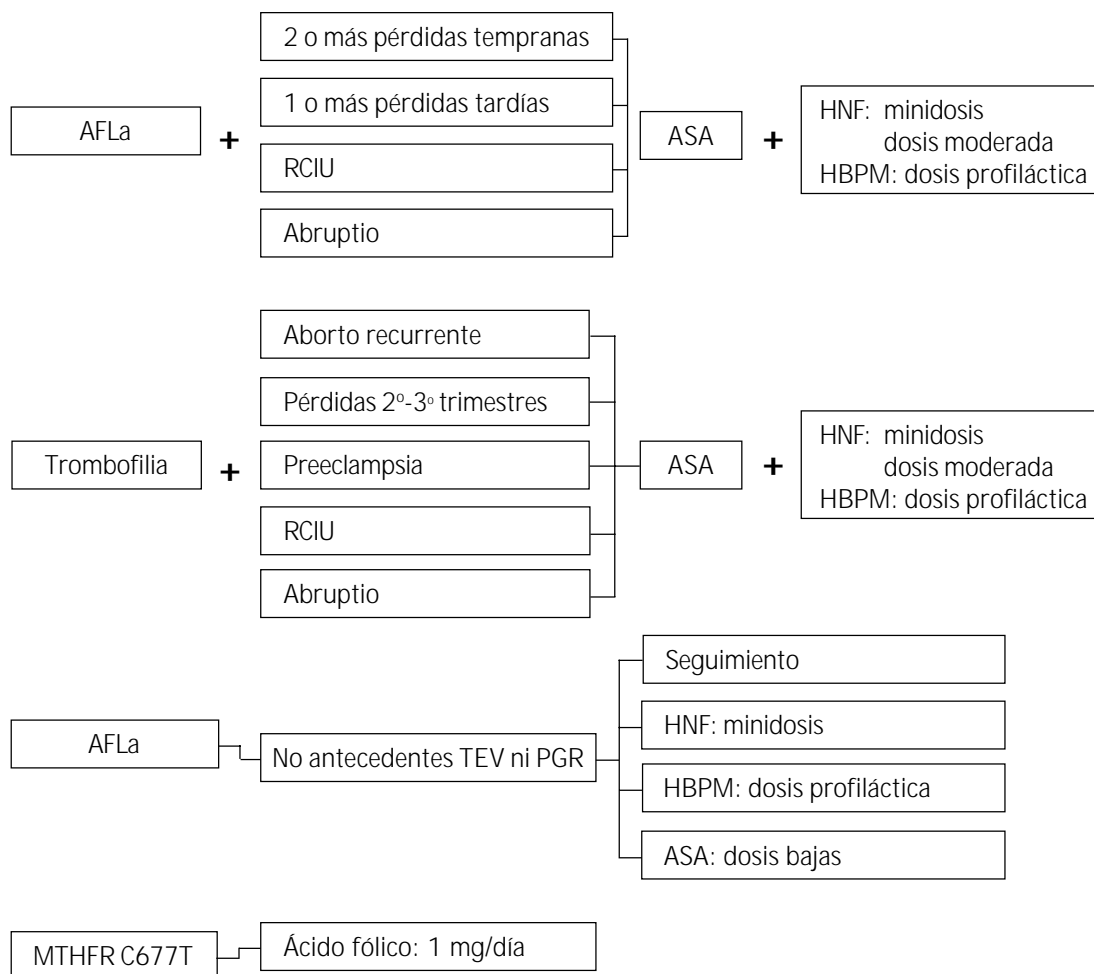 2 o más pérdidas tempranas
1 o más pérdidas tardías
AFLa
+
RCIU
Abruptio
ASA
+
HNF: minidosis
dosis moderada
HBPM: dosis profiláctica
Aborto recurrente
Pérdidas 2º-3º trimestres
Trombofilia
+
Preeclampsia
RCIU
Abruptio
ASA
+
HNF: minidosis
dosis moderada
HBPM: dosis profiláctica
AFLa
No antecedentes TEV ni PGR
Seguimiento
HNF: minidosis
HBPM: dosis profiláctica
ASA: dosis bajas
MTHFR C677T
Ácido fólico: 1 mg/día